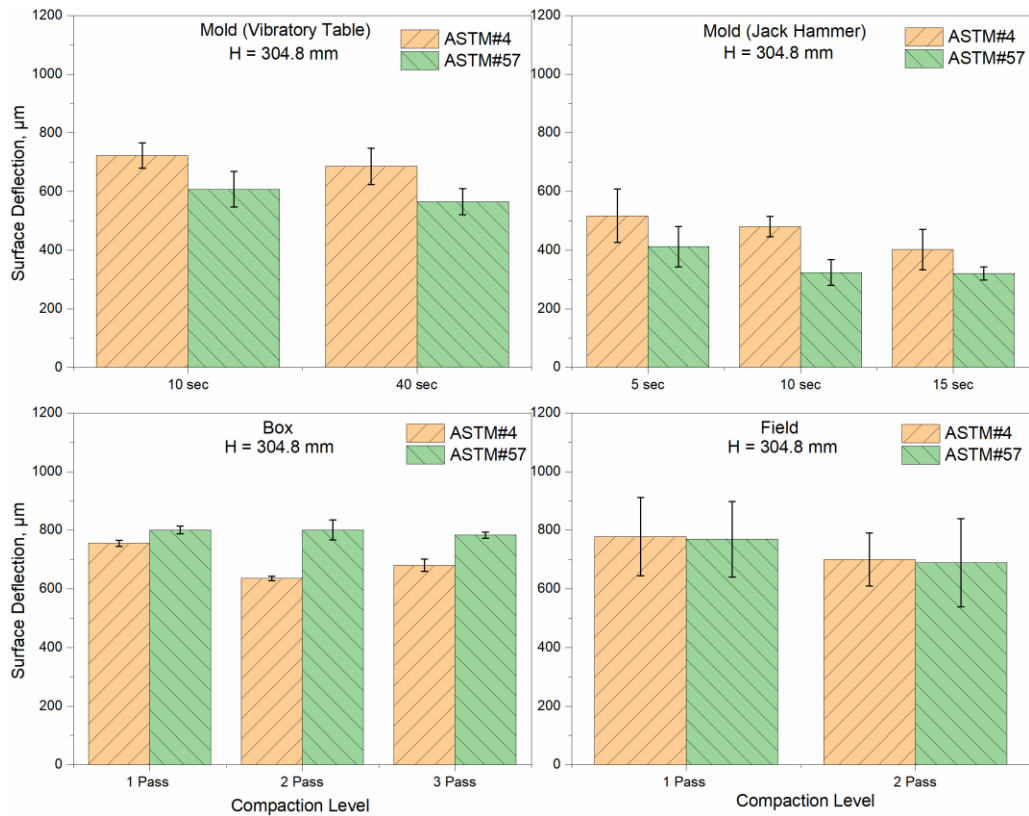 Mold (Vibratory Table)
H = 304.8 mm
ASTM#4
ASTM#57
1200
1000
800
600
400
200
0
Surface Deflection, µm
10 sec
40 sec
Mold (Jack Hammer)
H = 304.8 mm
ASTM#4
ASTM#57
1200
1000
800
600
400
200
0
5 sec
10 sec
15 sec
Box
H = 304.8 mm
ASTM#4
ASTM#57
1200
1000
800
600
400
200
0
Surface Deflection, µm
1 Pass
2 Pass
3 Pass
Compaction Level
Field
H = 304.8 mm
ASTM#4
ASTM#57
1200
1000
800
600
400
200
0
1 Pass
2 Pass
Compaction Level